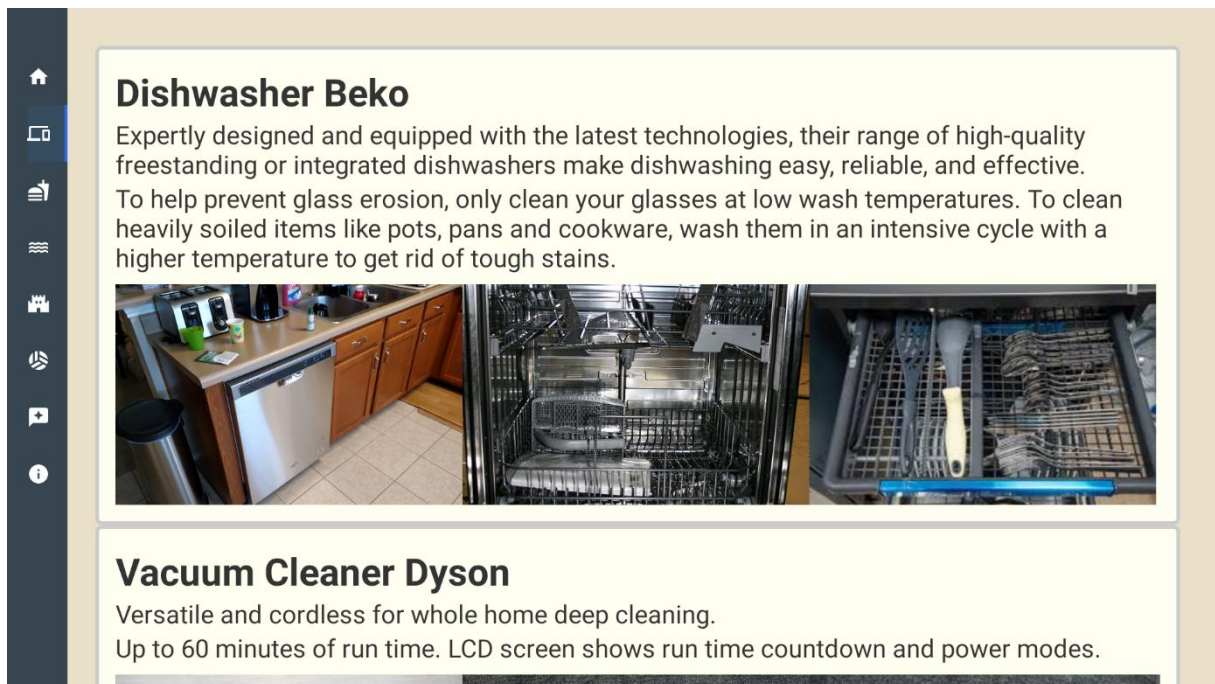 Dishwasher Beko
Expertly designed and equipped with the latest technologies, their range of high-quality
freestanding or integrated dishwashers make dishwashing easy, reliable, and effective.
To help prevent glass erosion, only clean your glasses at low wash temperatures. To clean
heavily soiled items like pots, pans and cookware, wash them in an intensive cycle with a
higher temperature to get rid of tough stains.
Vacuum Cleaner Dyson
Versatile and cordless for whole home deep cleaning.
Up to 60 minutes of run time. LCD screen shows run time countdown and power modes.